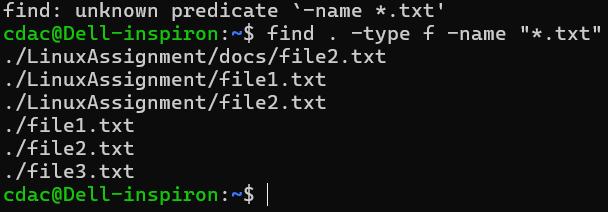 find: unknown predicate `-name *.txt'
cdac@Dell-inspiron:~$ find . -type f -name "*.txt"
./LinuxAssignment/docs/file2.txt
./LinuxAssignment/file1.txt
./LinuxAssignment/file2.txt
./file1.txt
./file2.txt
./file3.txt
cdac@Dell-inspiron:~$